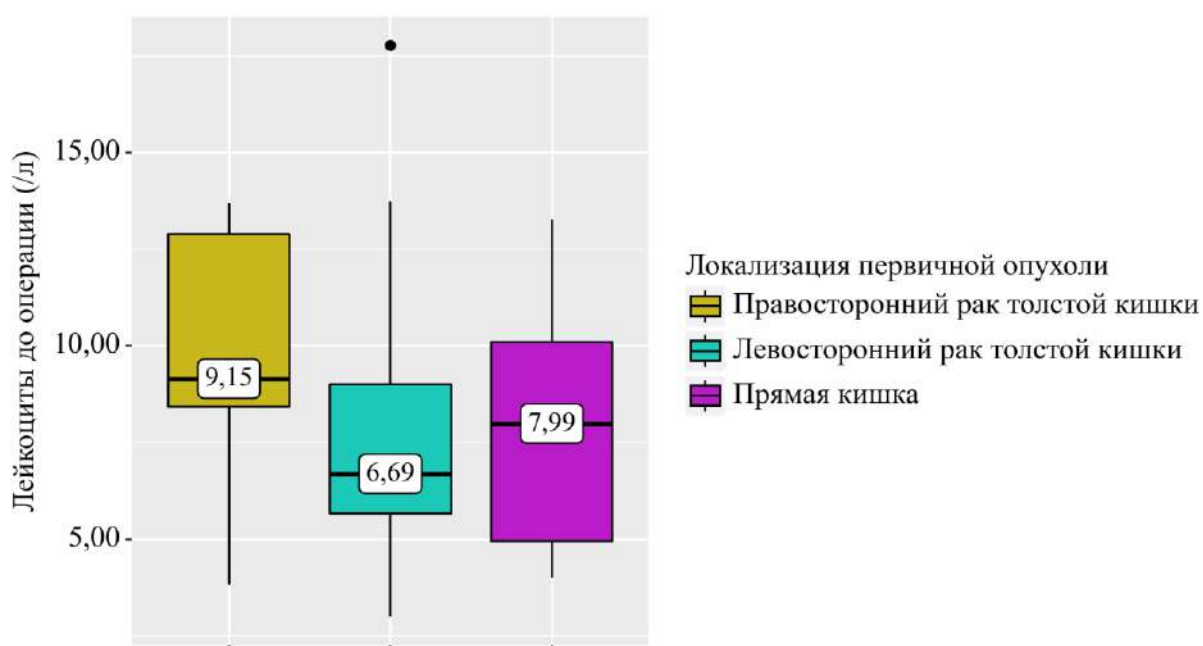 Лейкоциты до операции (/л)
15,00
10,00
5,00
9,15
6,69
7,99
Локализация первичной опухоли
Правосторонний рак толстой кишки
Левосторонний рак толстой кишки
Прямая кишка